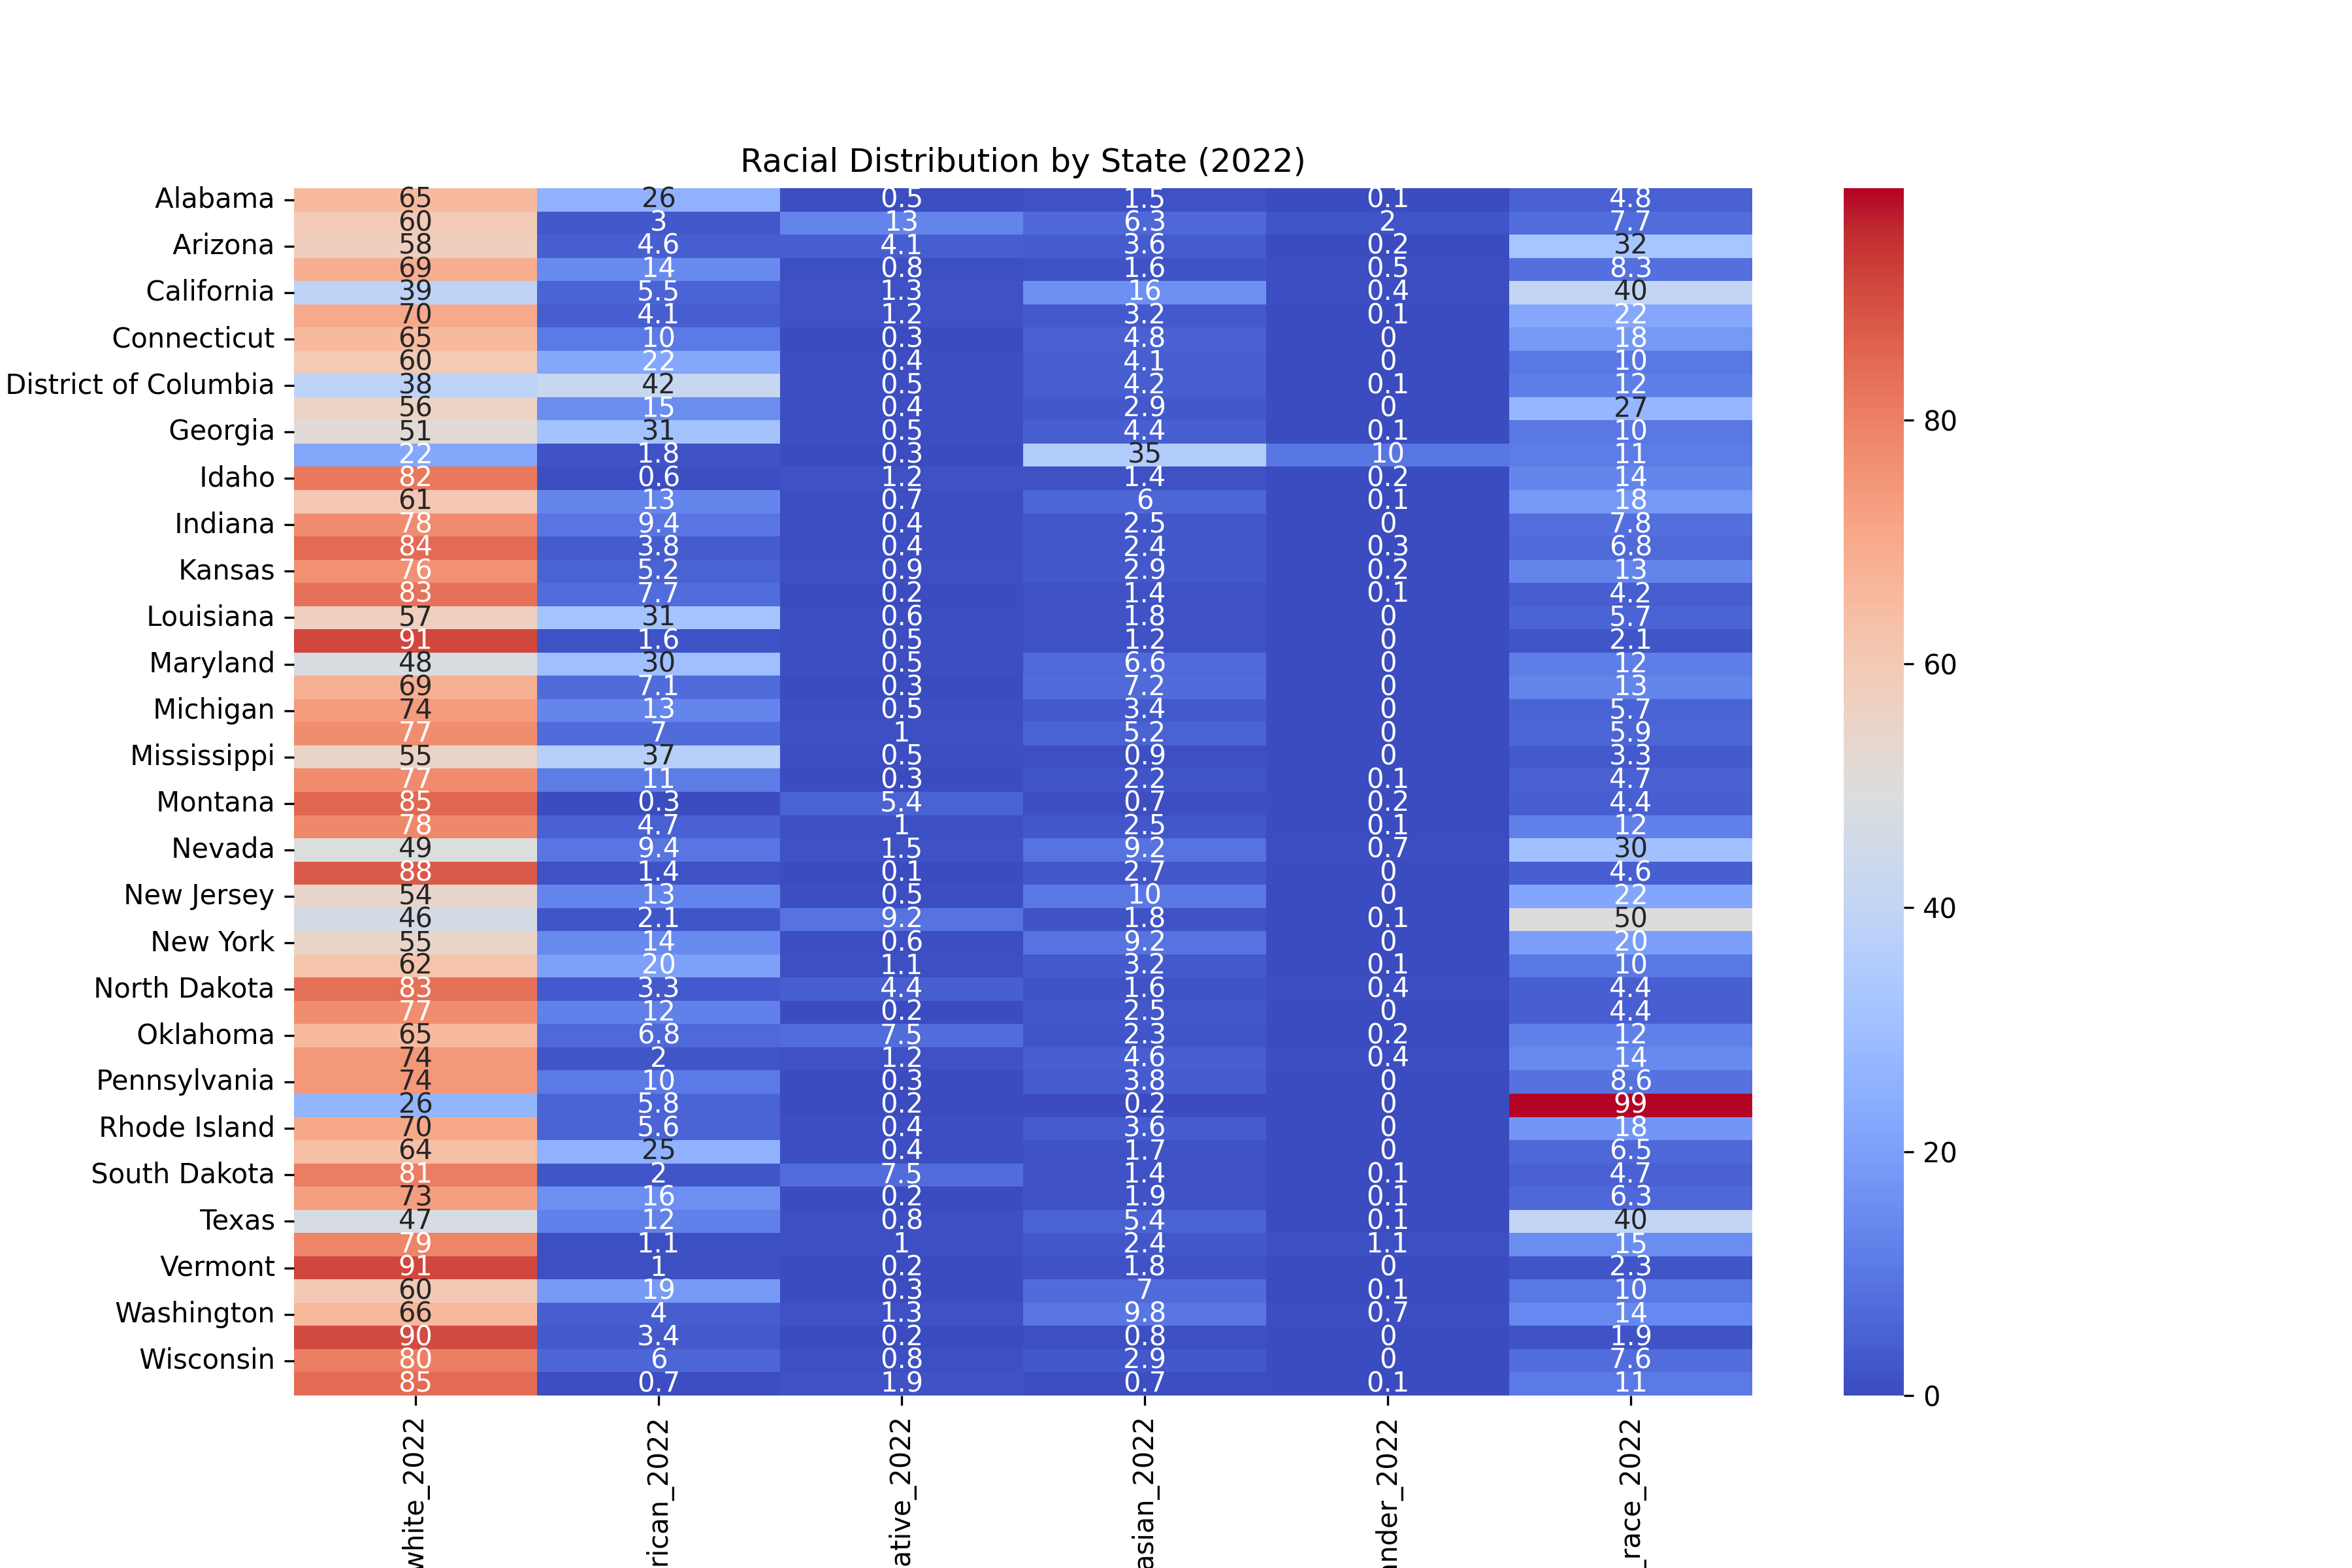 Racial Distribution by State (2022)
Alabama 65 26 0.5 1.5 0.1 4.8
60 3 13 6.3 2 7.7
Arizona 58 4.6 4.1 3.6 0.2 32
69 14 0.8 1.6 0.5 8.3
California 39 5.5 1.3 16 0.4 40
70 4.1 1.2 3.2 0.1 22
Connecticut 65 10 0.3 4.8 0 18
60 22 0.4 4.1 0 10
District of Columbia 38 42 0.5 4.2 0.1 12
56 15 0.4 2.9 0 27
80
Georgia 51 31 0.5 4.4 0.1 10
22 1.8 0.3 35 10 11
Idaho 82 0.6 1.2 1.4 0.2 14
61 13 0.7 6 0.1 18
Indiana 78 9.4 0.4 2.5 0 7.8
84 3.8 0.4 2.4 0.3 6.8
Kansas 76 5.2 0.9 2.9 0.2 13
83 7.7 0.2 1.4 0.1 4.2
Louisiana 57 31 0.6 1.8 0 5.7
91 1.6 0.5 1.2 0 2.1
Maryland 48 30 0.5 6.6 0 12
60
69 7.1 0.3 7.2 0 13
Michigan 74 13 0.5 3.4 0 5.7
77 7 1 5.2 0 5.9
Mississippi 55 37 0.5 0.9 0 3.3
77 11 0.3 2.2 0.1 4.7
Montana 85 0.3 5.4 0.7 0.2 4.4
78 4.7 1 2.5 0.1 12
Nevada 49 9.4 1.5 9.2 0.7 30
88 1.4 0.1 2.7 0 4.6
New Jersey 54 13 0.5 10 0 22
40
46 2.1 9.2 1.8 0.1 50
New York 55 14 0.6 9.2 0 20
62 20 1.1 3.2 0.1 10
North Dakota 83 3.3 4.4 1.6 0.4 4.4
77 12 0.2 2.5 0 4.4
Oklahoma 65 6.8 7.5 2.3 0.2 12
74 2 1.2 4.6 0.4 14
Pennsylvania 74 10 0.3 3.8 0 8.6
26 5.8 0.2 0.2 0 99
Rhode Island 70 5.6 0.4 3.6 0 18
64 25 0.4 1.7 0 6.5
20
South Dakota 81 2 7.5 1.4 0.1 4.7
73 16 0.2 1.9 0.1 6.3
Texas 47 12 0.8 5.4 0.1 40
79 1.1 1 2.4 1.1 15
Vermont 91 1 0.2 1.8 0 2.3
60 19 0.3 7 0.1 10
Washington 66 4 1.3 9.8 0.7 14
90 3.4 0.2 0.8 0 1.9
Wisconsin 80 6 0.8 2.9 0 7.6
85 0.7 1.9 0.7 0.1 11
0
white_2022
rican_2022
ative_2022
asian_2022
ander_2022
_race_2022